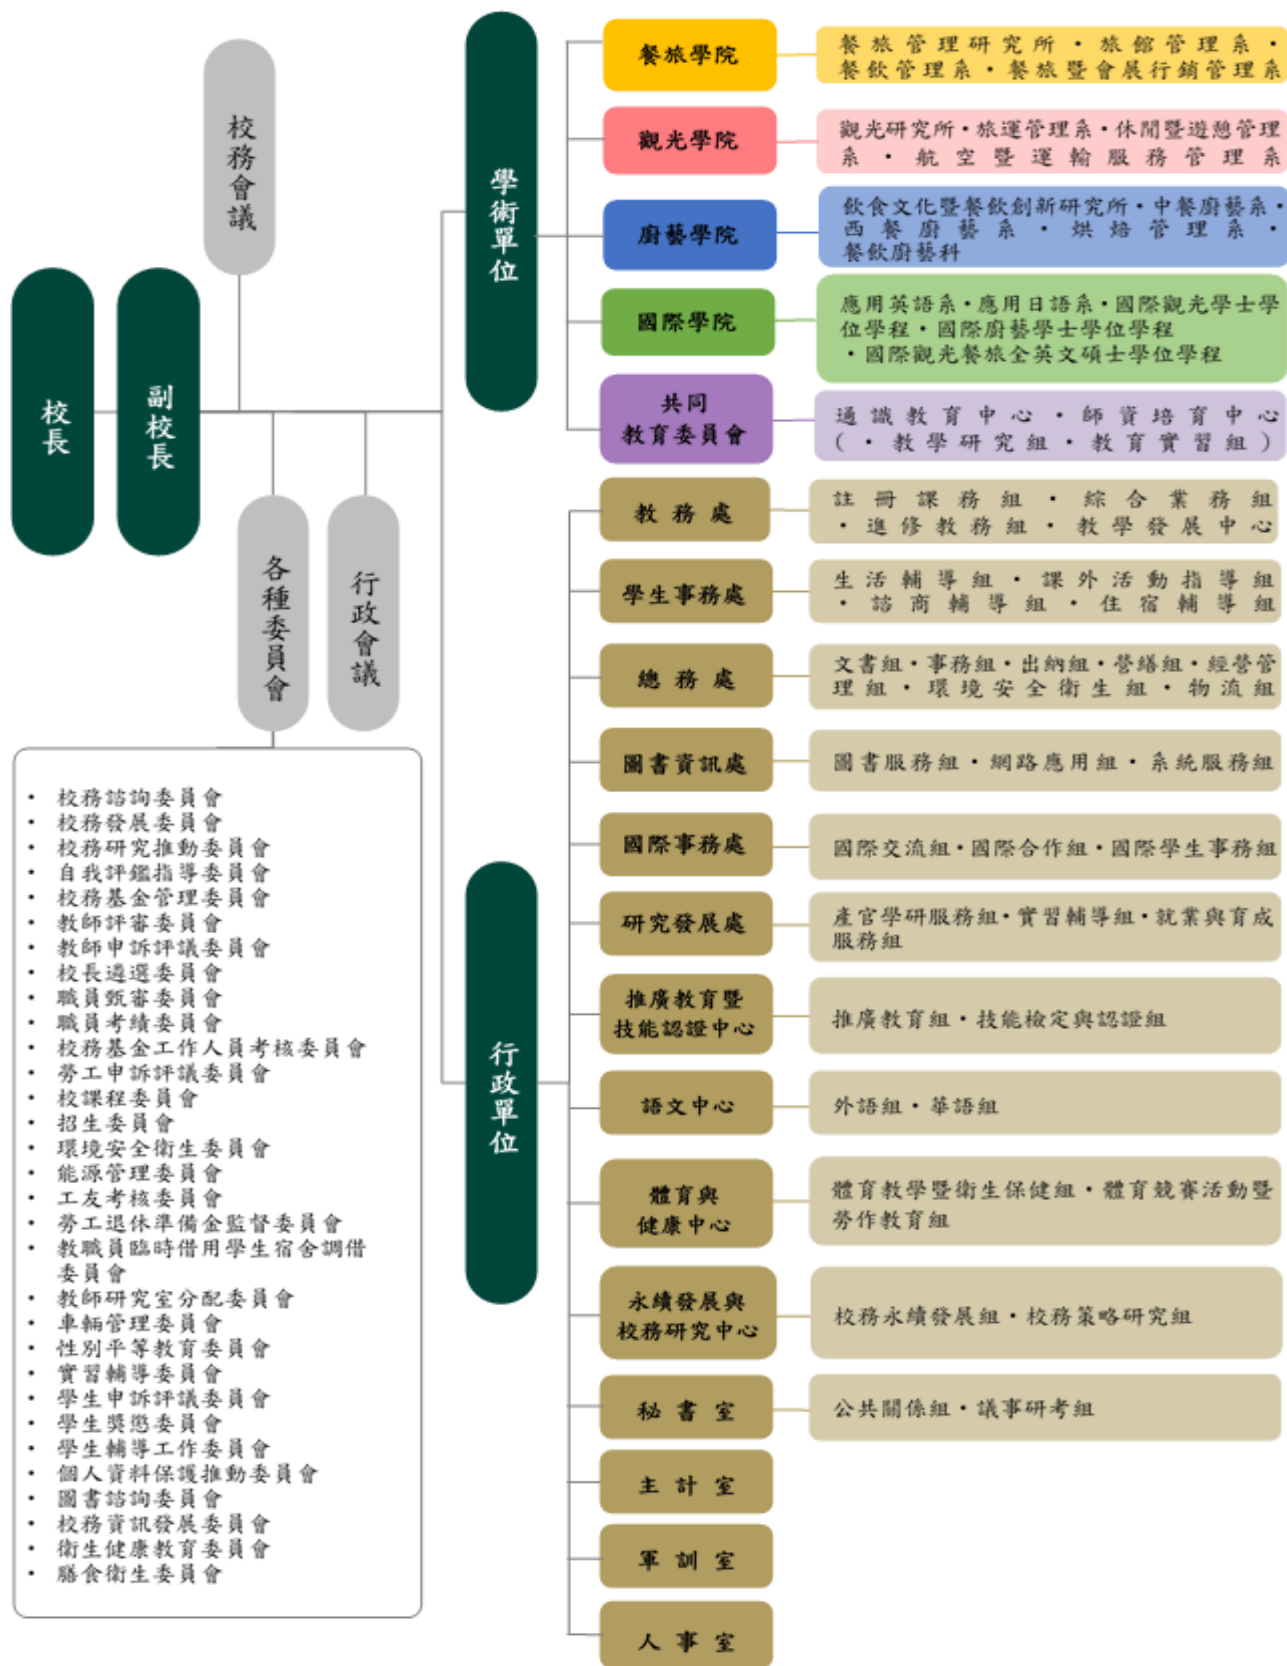 校務會議
校長
副校長
各種委員會
行政會議
校務諮詢委員會
校務發展委員會
校務研究推動委員會
自我評鑑指導委員會
校務基金管理委員會
教師評審委員會
教師申訴評議委員會
校長遴選委員會
職員甄審委員會
職員考績委員會
校務基金工作人員考核委員會
勞工申訴評議委員會
校課程委員會
招生委員會
環境安全衛生委員會
能源管理委員會
工友考核委員會
勞工退休準備金監督委員會
教職員臨時借用學生宿舍調借
委員會
教師研究室分配委員會
車輛管理委員會
性別平等教育委員會
實習輔導委員會
學生申訴評議委員會
學生獎懲委員會
學生輔導工作委員會
個人資料保護推動委員會
圖書諮詢委員會
校務資訊發展委員會
衛生健康教育委員會
膳食衛生委員會
學術單位
餐旅學院
餐旅管理研究所・旅館管理系・
餐飲管理系・餐旅暨會展行銷管理系
觀光學院
觀光研究所・旅運管理系・休閒暨遊憩管理
系・航空暨運輸服務管理系
廚藝學院
飲食文化暨餐飲創新研究所・中餐廚藝系・
西餐廚藝系・烘焙管理系・
餐飲廚藝科
國際學院
應用英語系・應用日語系・國際觀光學士學
位學程・國際廚藝學士學位學程
・國際觀光餐旅全英文碩士學位學程
共同
教育委員會
通識教育中心・師資培育中心
(・教學研究組・教育實習組)
行政單位
教務處
註冊課務組・綜合業務組
・進修教務組・教學發展中心
學生事務處
生活輔導組・課外活動指導組
・諮商輔導組・住宿輔導組
總務處
文書組・事務組・出納組・營繕組・經營管
理組・環境安全衛生組・物流組
圖書資訊處
圖書服務組・網路應用組・系統服務組
國際事務處
國際交流組・國際合作組・國際學生事務組
研究發展處
產官學研服務組・實習輔導組・就業與育成
服務組
推廣教育暨
技能認證中心
推廣教育組・技能檢定與認證組
語文中心
外語組・華語組
體育與
健康中心
體育教學暨衛生保健組・體育競賽活動暨
勞作教育組
永續發展與
校務研究中心
校務永續發展組・校務策略研究組
秘書室
公共關係組・議事研考組
主計室
軍訓室
人事室